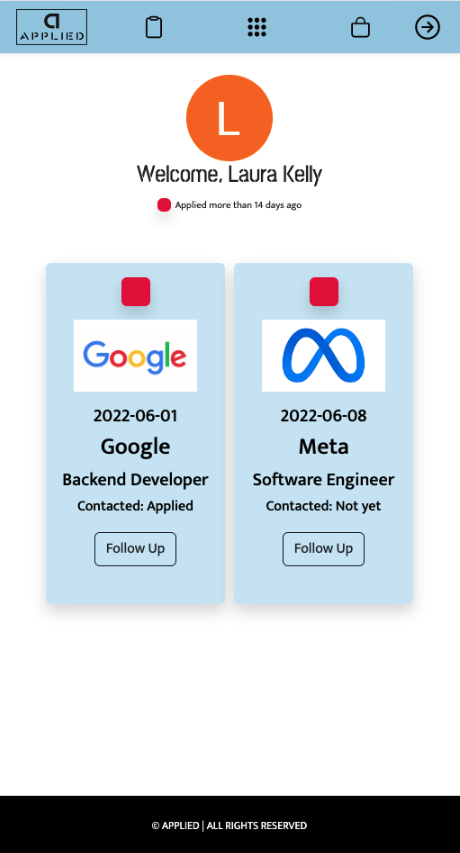 a
APPLIED
L
Welcome, Laura Kelly
Applied more than 14 days ago
Google
2022-06-01
Google
Backend Developer
Contacted: Applied
Follow Up
2022-06-08
Meta
Software Engineer
Contacted: Not yet
Follow Up
© APPLIED | ALL RIGHTS RESERVED